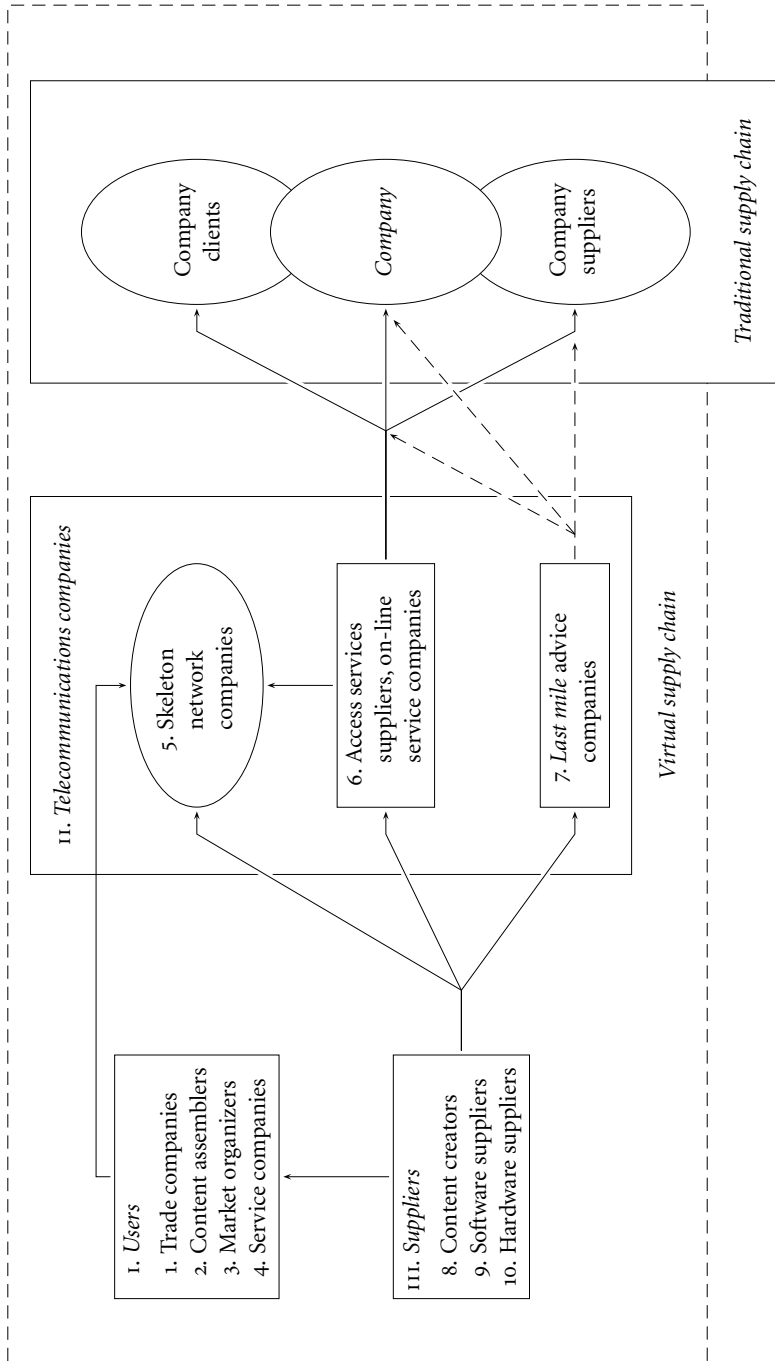 I. Users
1. Trade companies
2. Content assemblers
3. Market organizers
4. Service companies
III. Suppliers
8. Content creators
9. Software suppliers
10. Hardware suppliers
II. Telecommunications companies
5. Skeleton
network
companies
6. Access services
suppliers, on-line
service companies
7. Last mile advice
companies
Virtual supply chain
Company
clients
Company
Company
suppliers
Traditional supply chain